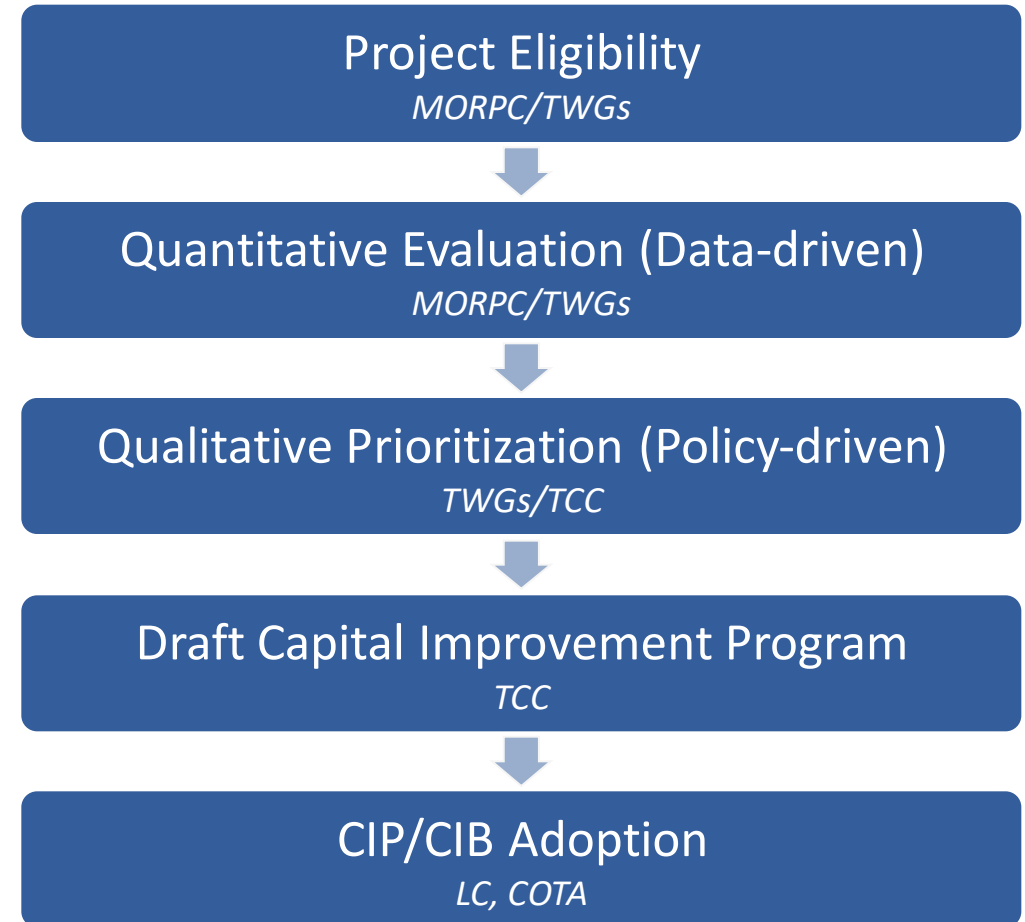 Project Eligibility
MORPC/TWGs
Quantitative Evaluation (Data-driven)
MORPC/TWGs
Qualitative Prioritization (Policy-driven)
TWGs/TCC
Draft Capital Improvement Program
TCC
CIP/CIB Adoption
LC, COTA